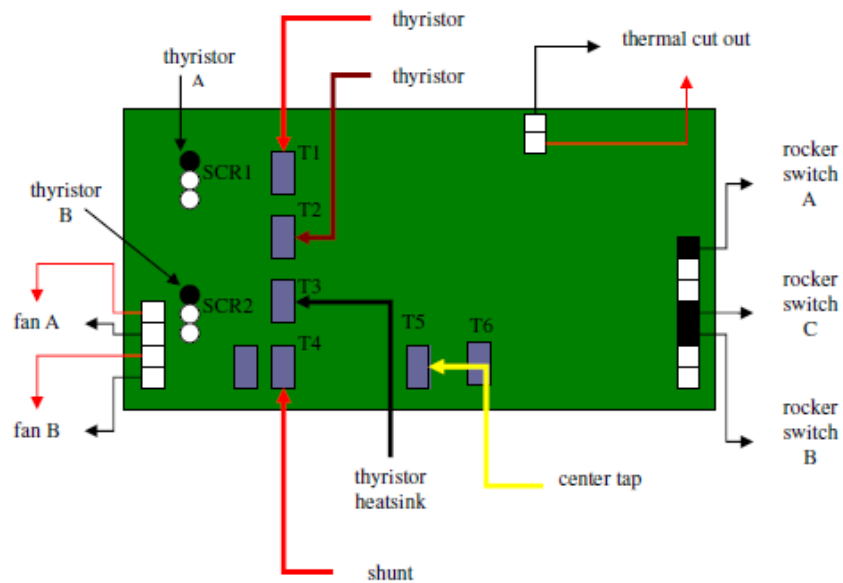 thyristor
thermal cut out
thyristor
A
thyristor
SCR1
T1
rocker
switch
A
thyristor
B
T2
SCR2
T3
rocker
switch
C
fan A
T4
T5
T6
fan B
rocker
switch
B
thyristor
heatsink
center tap
shunt